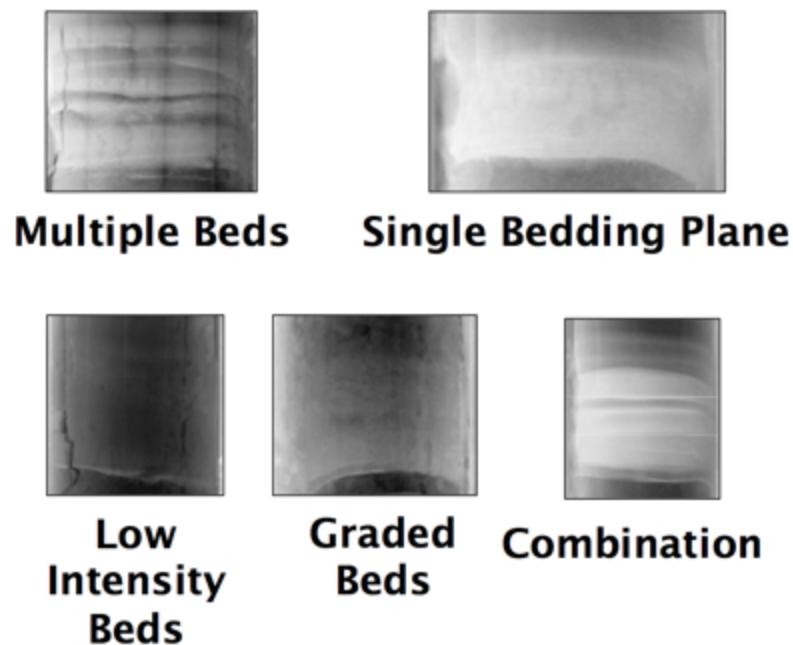 Multiple Beds
Single Bedding Plane
Low
Intensity
Beds
Graded
Beds
Combination